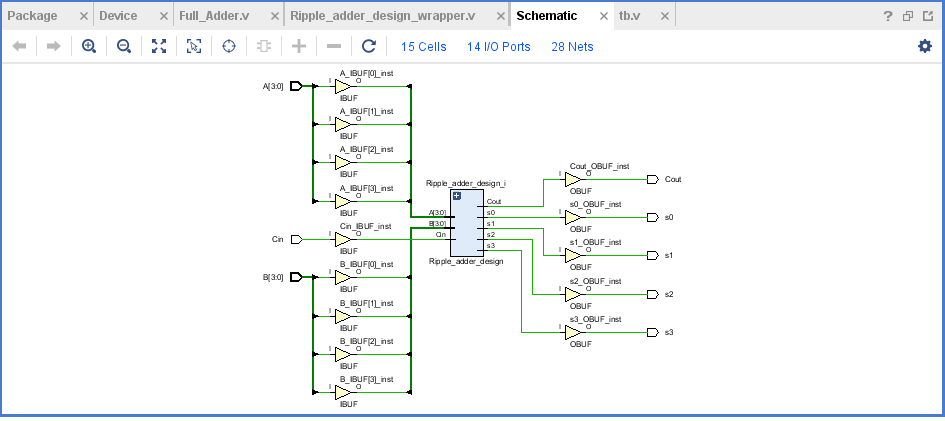 Package × Device × Full_Adder.v × Ripple_adder_design_wrapper.v × Schematic × tb.v × ?
15 Cells 14 I/O Ports 28 Nets
A[3:0]
A_IBUF[0]_inst
I O
IBUF
A_IBUF[1]_inst
I O
IBUF
A_IBUF[2]_inst
I O
IBUF
A_IBUF[3]_inst
I O
IBUF
Cin
Cin_IBUF_inst
I O
IBUF
B[3:0]
B_IBUF[0]_inst
I O
IBUF
B_IBUF[1]_inst
I O
IBUF
B_IBUF[2]_inst
I O
IBUF
B_IBUF[3]_inst
I O
IBUF
Ripple_adder_design_i
A[3:0]
B[3:0]
Cin
Cout
s0
s1
s2
s3
Ripple_adder_design
Cout_OBUF_inst
I O
OBUF
Cout
s0_OBUF_inst
I O
OBUF
s0
s1_OBUF_inst
I O
OBUF
s1
s2_OBUF_inst
I O
OBUF
s2
s3_OBUF_inst
I O
OBUF
s3